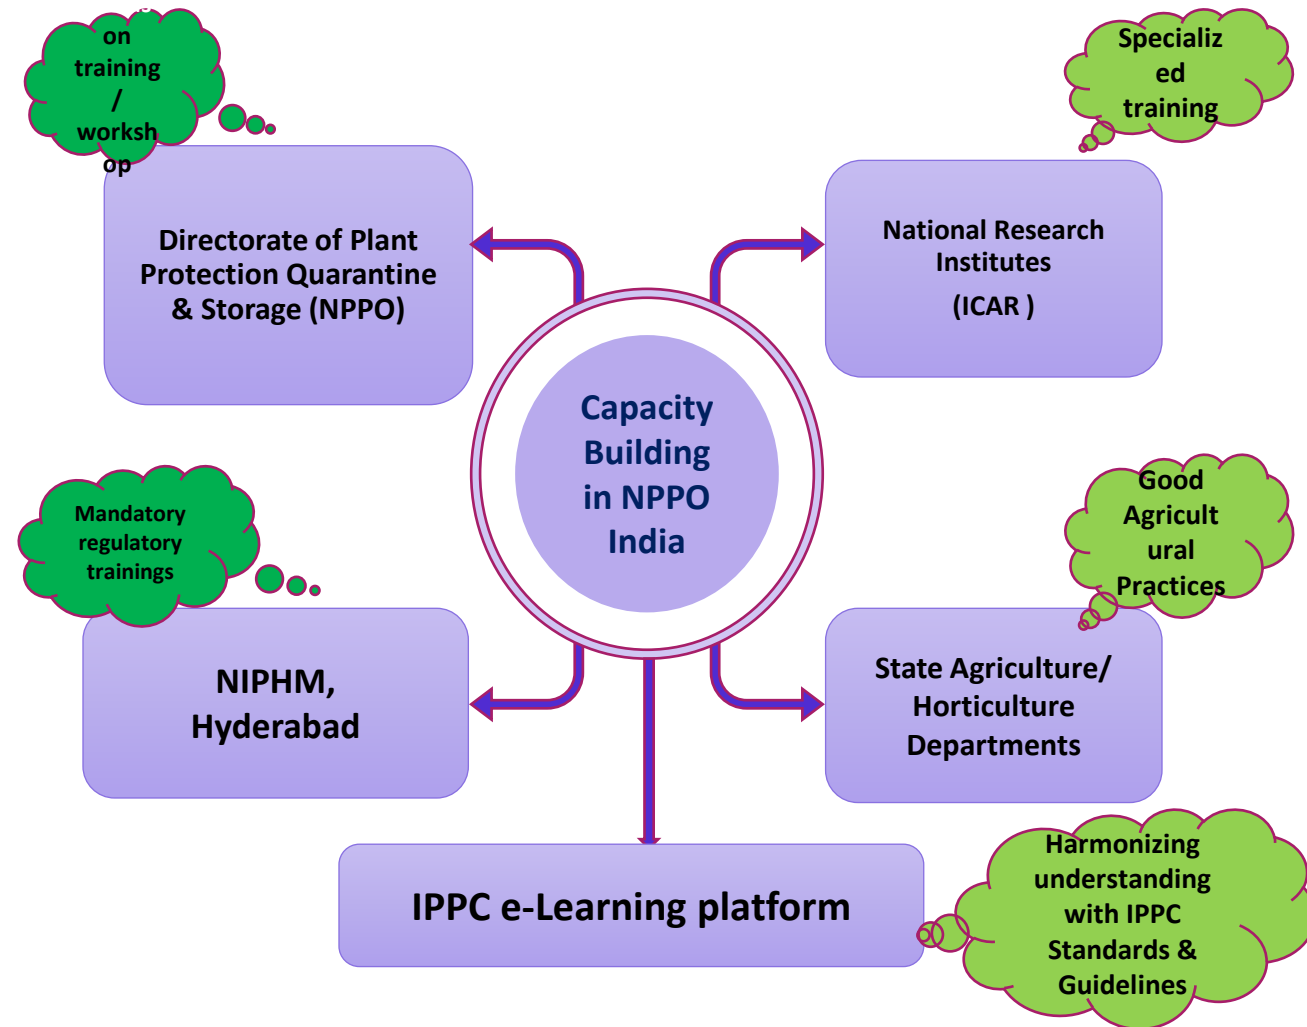 on
training
/
worksh
op
Specializ
ed
training
Directorate of Plant
Protection Quarantine
& Storage (NPPO)
National Research
Institutes
(ICAR )
Capacity
Building
in NPPO
India
Mandatory
regulatory
trainings
Good
Agricult
ural
Practices
NIPHM,
Hyderabad
State Agriculture/
Horticulture
Departments
IPPC e-Learning platform
Harmonizing
understanding
with IPPC
Standards &
Guidelines